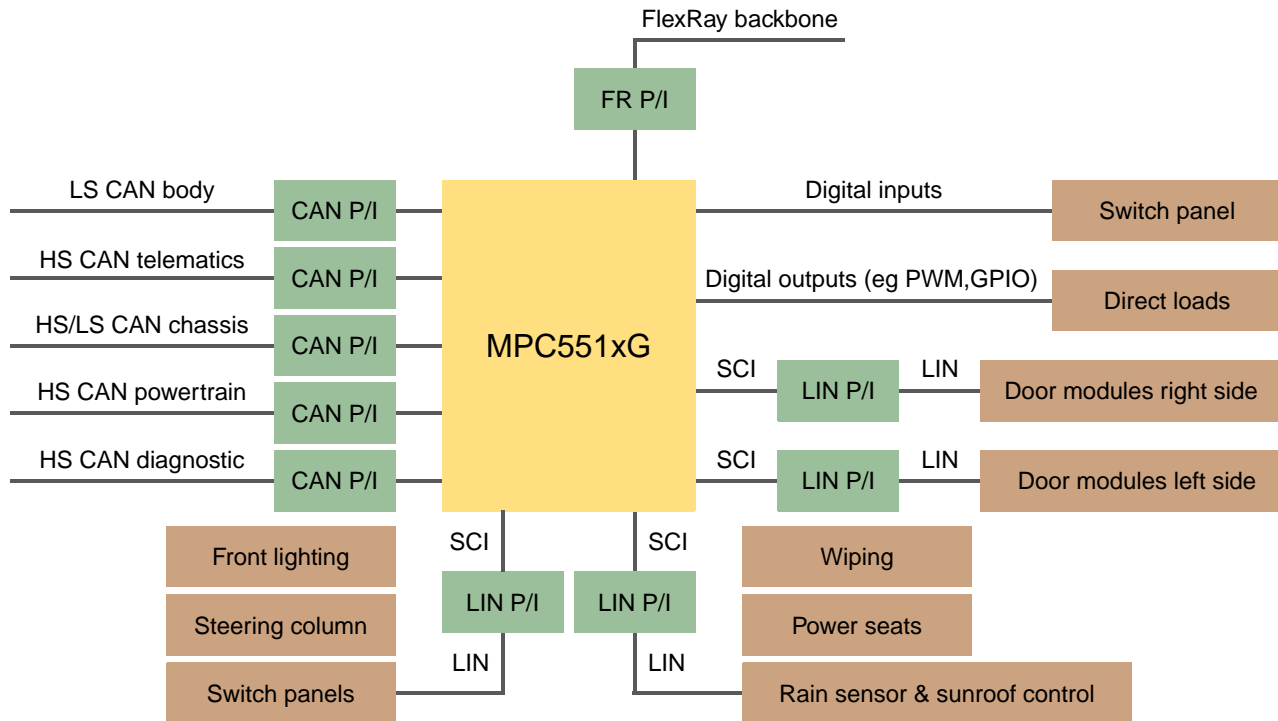 FlexRay backbone
FR P/I
LS CAN body
CAN P/I
Digital inputs
Switch panel
HS CAN telematics
CAN P/I
Digital outputs (eg PWM,GPIO)
Direct loads
HS/LS CAN chassis
CAN P/I
MPC551xG
SCI
LIN P/I
LIN
Door modules right side
HS CAN powertrain
CAN P/I
HS CAN diagnostic
CAN P/I
SCI
LIN P/I
LIN
Door modules left side
Front lighting
SCI
SCI
Wiping
Steering column
LIN P/I
LIN P/I
Power seats
Switch panels
LIN
LIN
Rain sensor & sunroof control